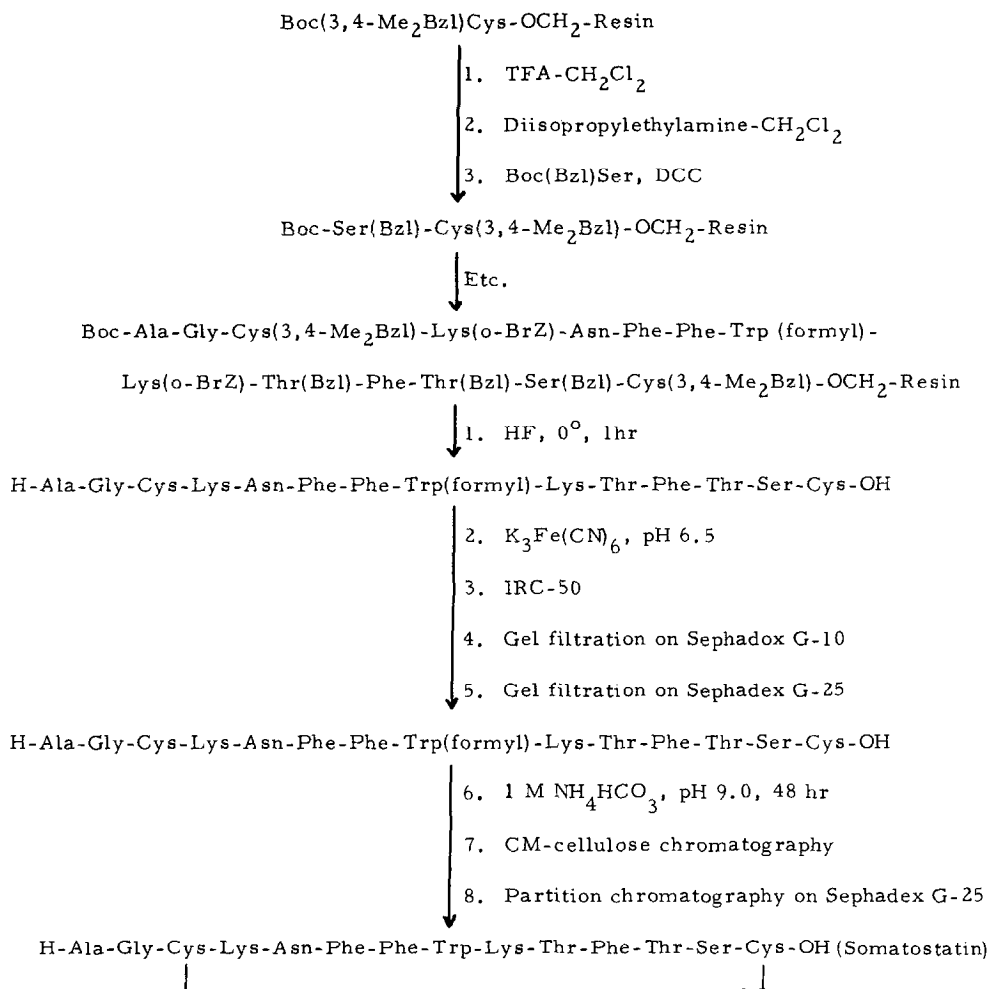 Boc(3,4-Me2Bzl)Cys-OCH2-Resin
1. TFA-CH2Cl2
2. Diisopropylethylamine-CH2Cl2
3. Boc(Bzl)Ser, DCC
Boc-Ser(Bzl)-Cys(3,4-Me2Bzl)-OCH2-Resin
Etc.
Boc-Ala-Gly-Cys(3,4-Me2Bzl)-Lys(o-BrZ)-Asn-Phe-Phe-Trp (formyl)-
Lys(o-BrZ)-Thr(Bzl)-Phe-Thr(Bzl)-Ser(Bzl)-Cys(3,4-Me2Bzl)-OCH2-Resin
1. HF, 0°, 1hr
H-Ala-Gly-Cys-Lys-Asn-Phe-Phe-Trp(formyl)-Lys-Thr-Phe-Thr-Ser-Cys-OH
2. K3Fe(CN)6, pH 6.5
3. IRC-50
4. Gel filtration on Sephadox G-10
5. Gel filtration on Sephadex G-25
H-Ala-Gly-Cys-Lys-Asn-Phe-Phe-Trp(formyl)-Lys-Thr-Phe-Thr-Ser-Cys-OH
6. 1 M NH4HCO3, pH 9.0, 48 hr
7. CM-cellulose chromatography
8. Partition chromatography on Sephadex G-25
H-Ala-Gly-Cys-Lys-Asn-Phe-Phe-Trp-Lys-Thr-Phe-Thr-Ser-Cys-OH (Somatostatin)